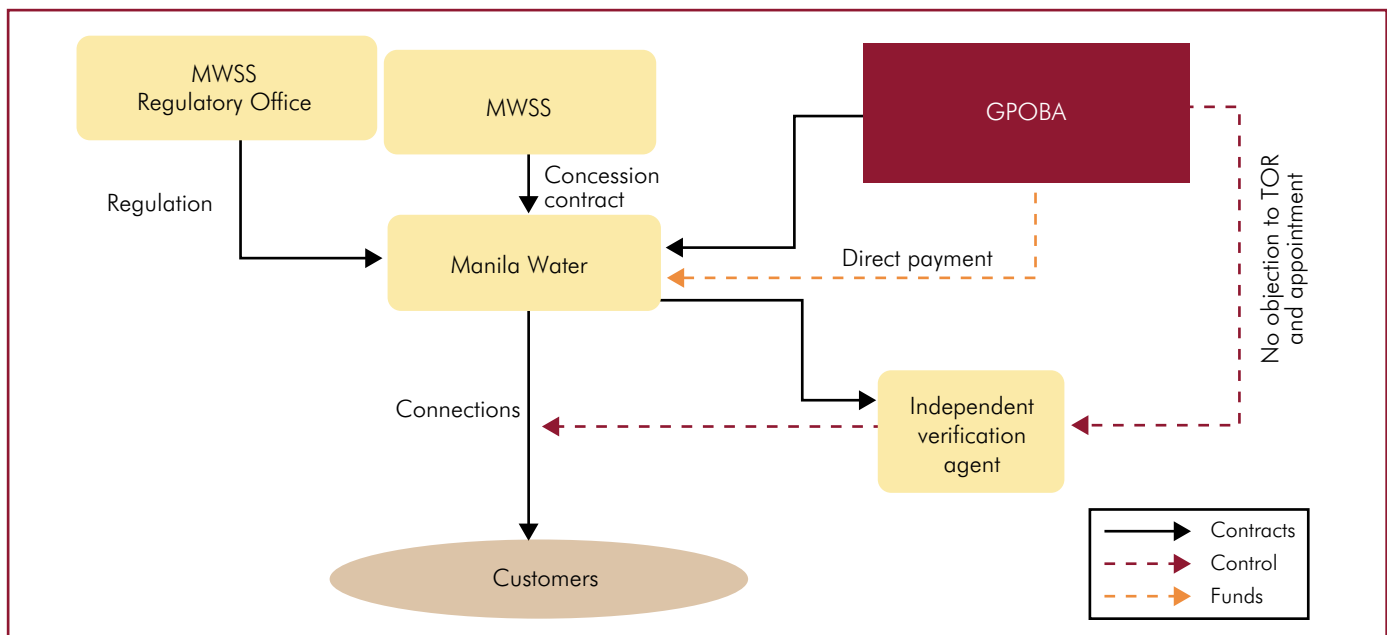 MWSS
Regulatory Office
MWSS
GPOBA
Regulation
Concession
contract
No objection to TOR
and appointment
Manila Water
Direct payment
Connections
Independent
verification
agent
Contracts
Control
Funds
Customers